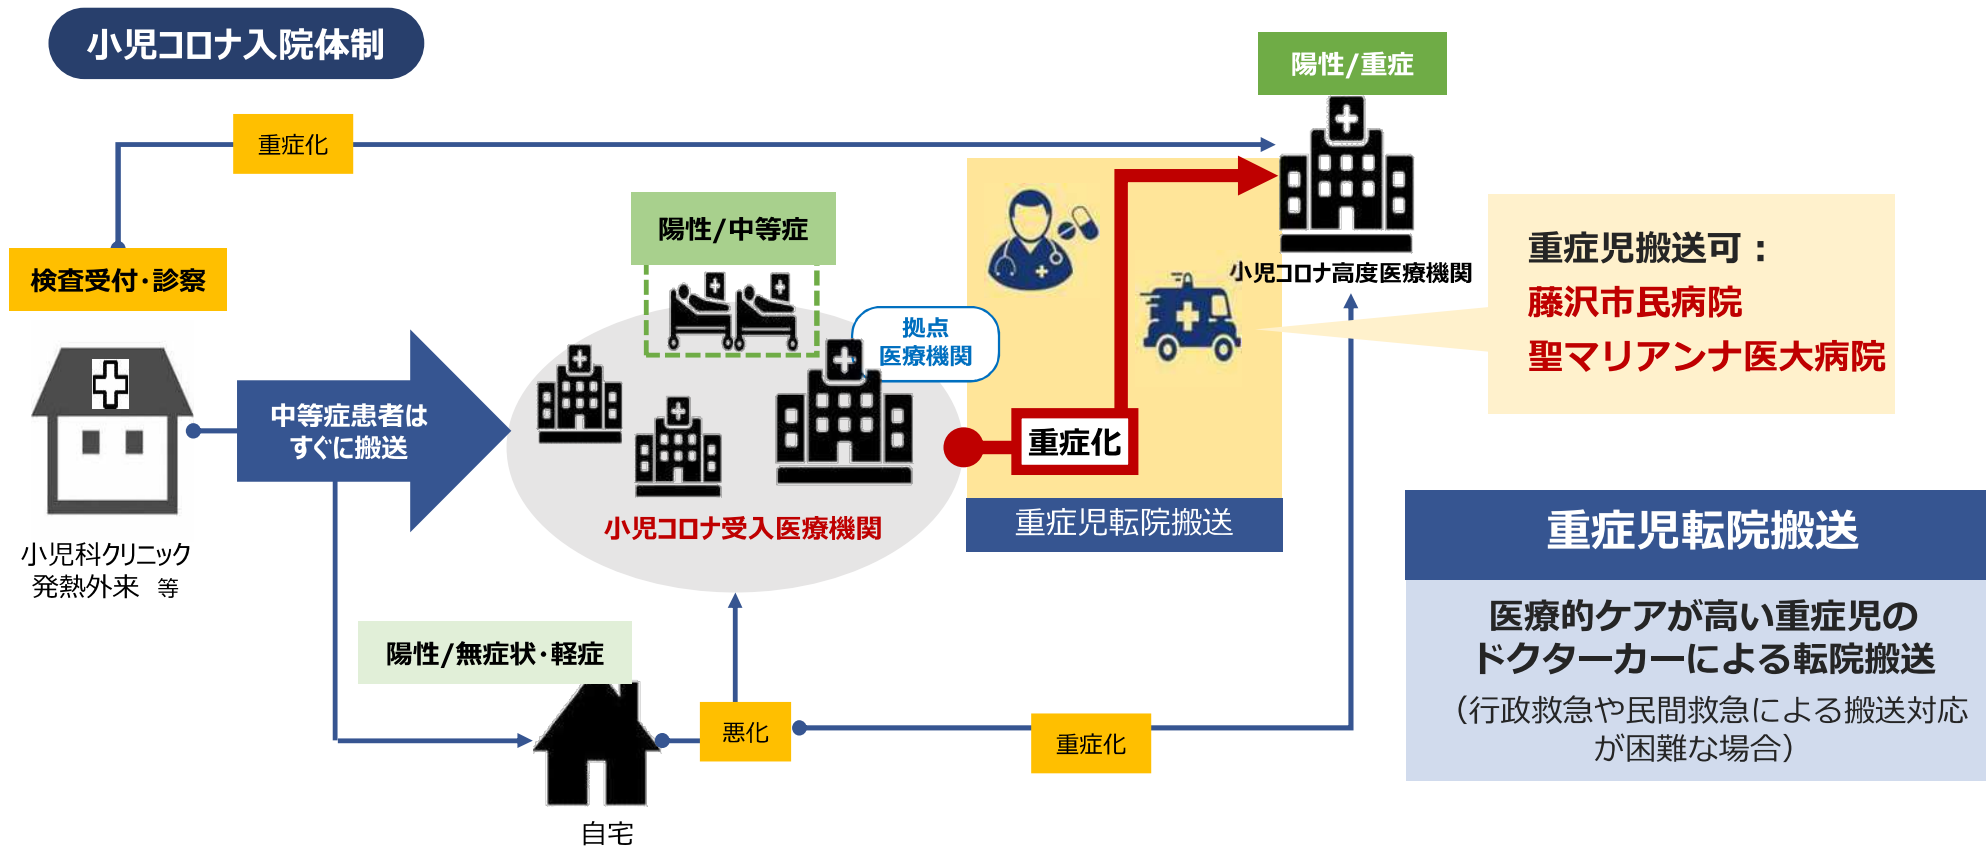 小児コロナ入院体制
陽性/重症
重症化
陽性/中等症
検査受付・診察
重症児搬送可：
藤沢市民病院
聖マリアンナ医大病院
小児コロナ高度医療機関
拠点
医療機関
中等症患者は
すぐに搬送
重症化
小児コロナ受入医療機関
重症児転院搬送
小児科クリニック
発熱外来 等
重症児転院搬送
医療的ケアが高い重症児の
ドクターカーによる転院搬送
（行政救急や民間救急による搬送対応
が困難な場合）
陽性/無症状・軽症
悪化
重症化
自宅